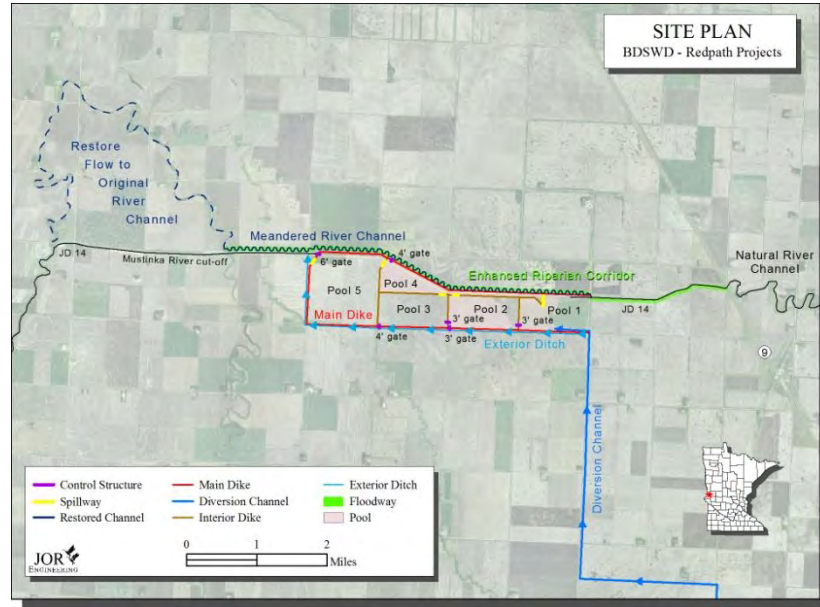 SITE PLAN
BDSWD - Redpath Projects
Restore
Flow to
Original
River
Channel
Meandered River Channel
4' gate
JD 14
Mustinka River cut-off
6' gate
Enhanced Riparian Corridor
Natural River
Channel
Pool 4
Pool 5
Pool 3
Pool 2
Pool 1
JD 14
Main Dike
3' gate
3' gate
4' gate
3' gate
Exterior Ditch
9
Diversion Channel
Control Structure
Main Dike
Exterior Ditch
Spillway
Diversion Channel
Floodway
Restored Channel
Interior Dike
Pool
JOR
ENGINEERING
0 1 2
Miles